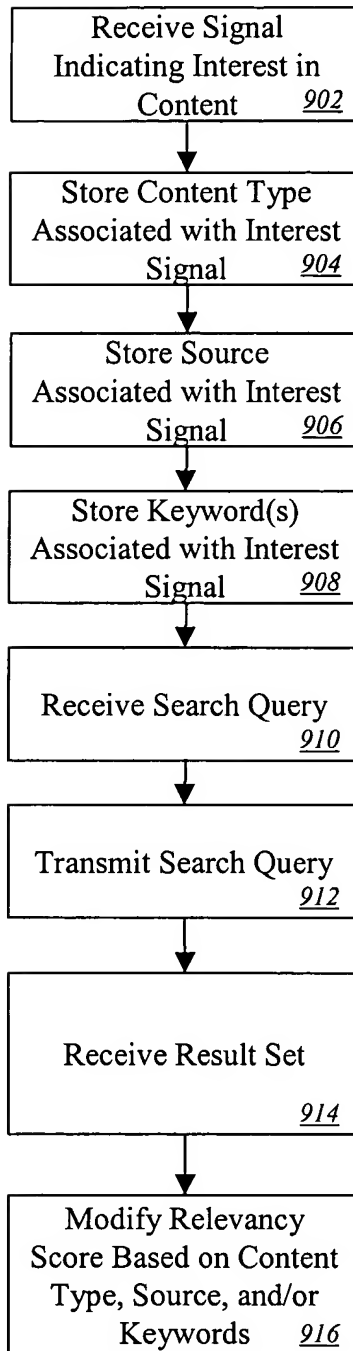 Receive Signal
Indicating Interest in
Content 902
Store Content Type
Associated with Interest
Signal 904
Store Source
Associated with Interest
Signal 906
Store Keyword(s)
Associated with Interest
Signal 908
Receive Search Query
910
Transmit Search Query
912
Receive Result Set
914
Modify Relevancy
Score Based on Content
Type, Source, and/or
Keywords 916